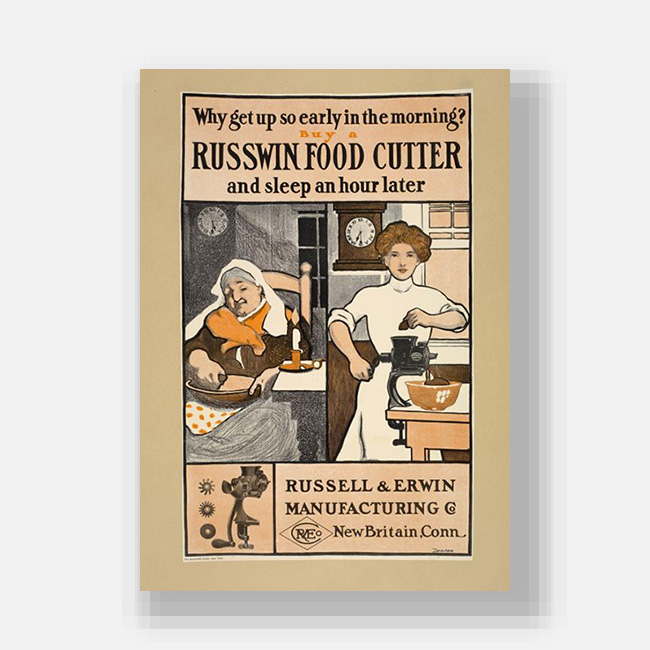 Why get up so early in the morning?
Buy a
RUSSWIN FOOD CUTTER
and sleep an hour later
RUSSELL & ERWIN
MANUFACTURING Co
R&ECo New Britain, Conn.